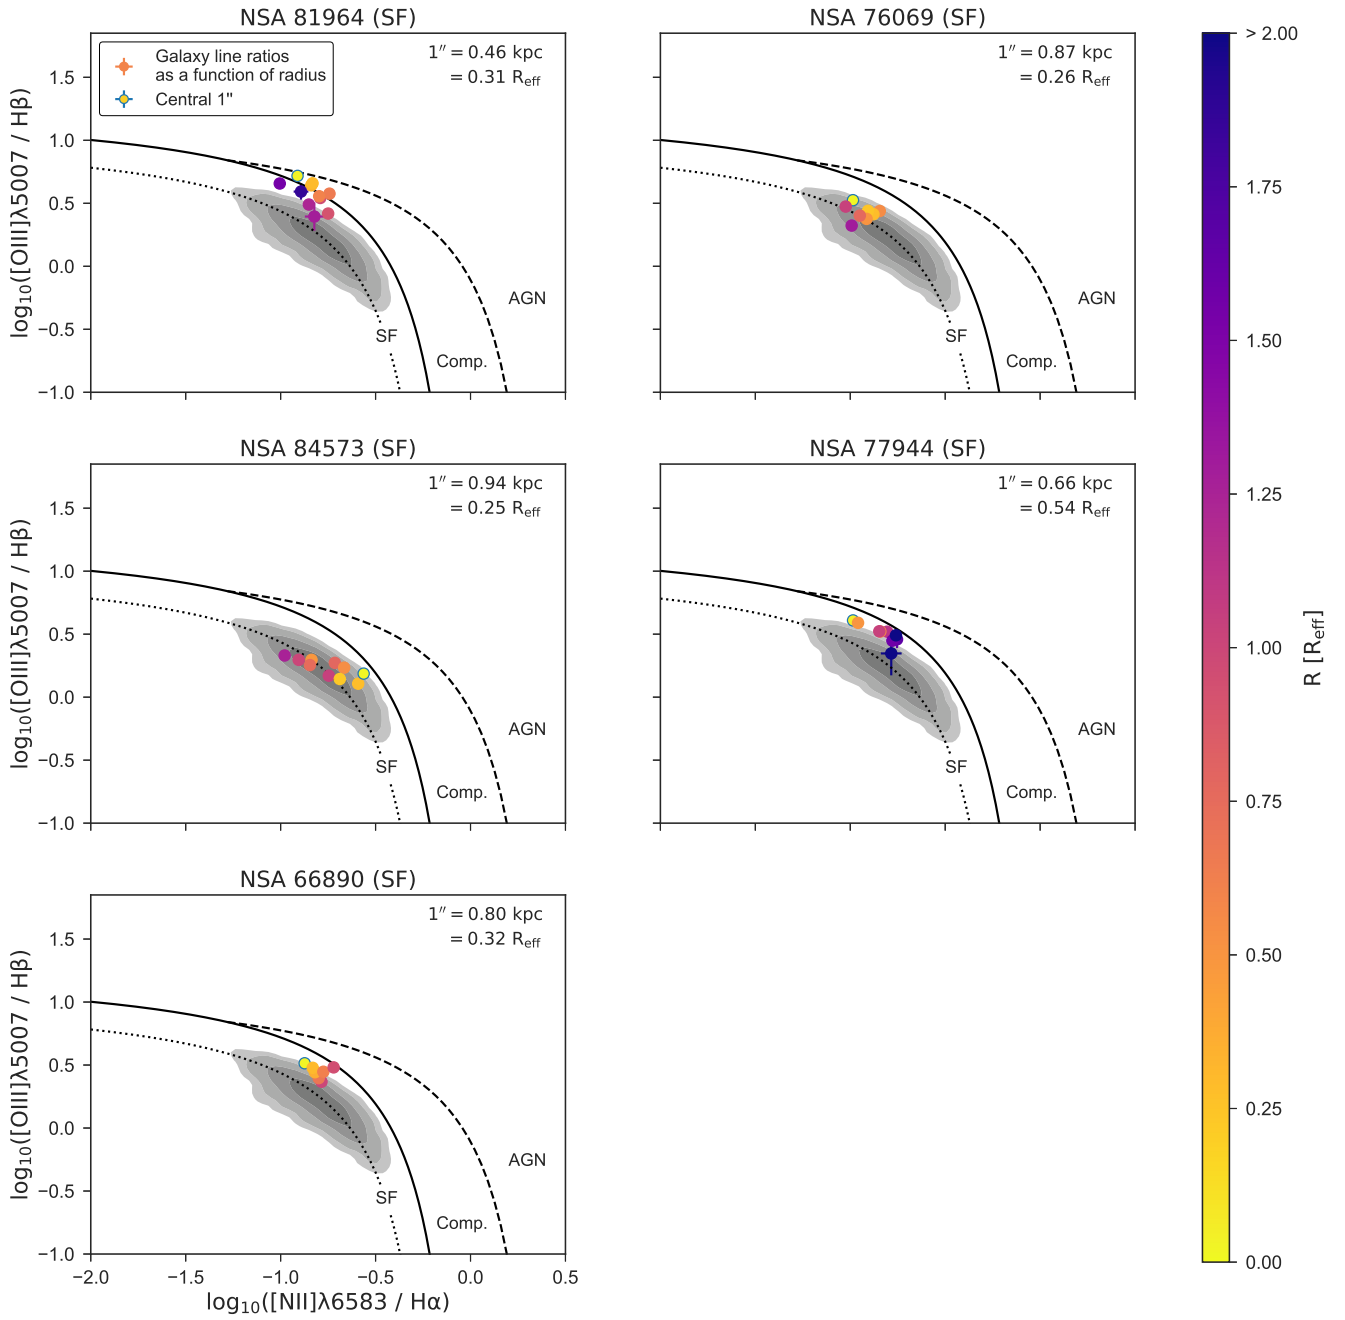 NSA 81964 (SF)
Galaxy line ratios
as a function of radius
Central 1"
1″ = 0.46 kpc
= 0.31 Reff
log10([OIII]λ5007 / Hβ)
1.5
1.0
0.5
0.0
−0.5
−1.0
SF
Comp.
AGN
NSA 76069 (SF)
1″ = 0.87 kpc
= 0.26 Reff
SF
Comp.
AGN
NSA 84573 (SF)
1″ = 0.94 kpc
= 0.25 Reff
log10([OIII]λ5007 / Hβ)
1.5
1.0
0.5
0.0
−0.5
−1.0
SF
Comp.
AGN
NSA 77944 (SF)
1″ = 0.66 kpc
= 0.54 Reff
SF
Comp.
AGN
NSA 66890 (SF)
1″ = 0.80 kpc
= 0.32 Reff
log10([OIII]λ5007 / Hβ)
1.5
1.0
0.5
0.0
−0.5
−1.0
SF
Comp.
AGN
−2.0 −1.5 −1.0 −0.5 0.0 0.5
log10([NII]λ6583 / Hα)
> 2.00
1.75
1.50
1.25
1.00
0.75
0.50
0.25
0.00
R [Reff]